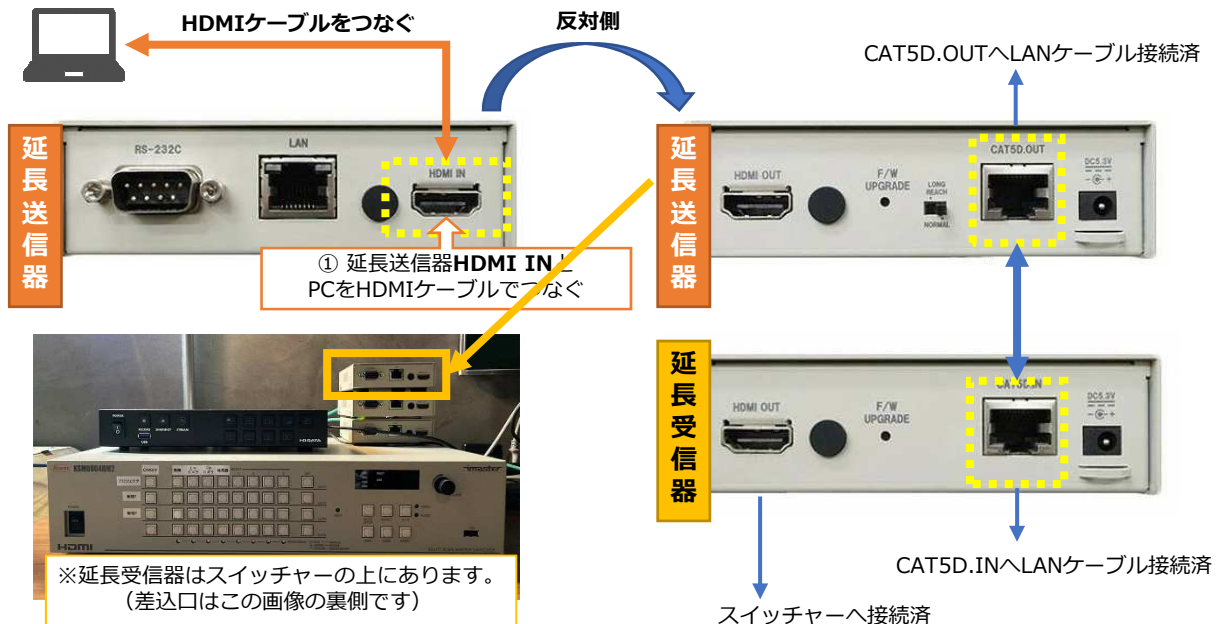 HDMIケーブルをつなぐ
反対側
CAT5D.OUTへLANケーブル接続済
延長送信器
RS-232C
LAN
HDMI IN
① 延長送信器HDMI INと
PCをHDMIケーブルでつなぐ
延長送信器
HDMI OUT
F/W
UPGRADE
LONG
REACH
NORMAL
CAT5D.OUT
DC5.3V
延長受信器
HDMI OUT
F/W
UPGRADE
CAT5D.IN
DC5.3V
CAT5D.INへLANケーブル接続済
スイッチャーへ接続済
HDMI
※延長受信器はスイッチャーの上にあります。
（差込口はこの画像の裏側です）